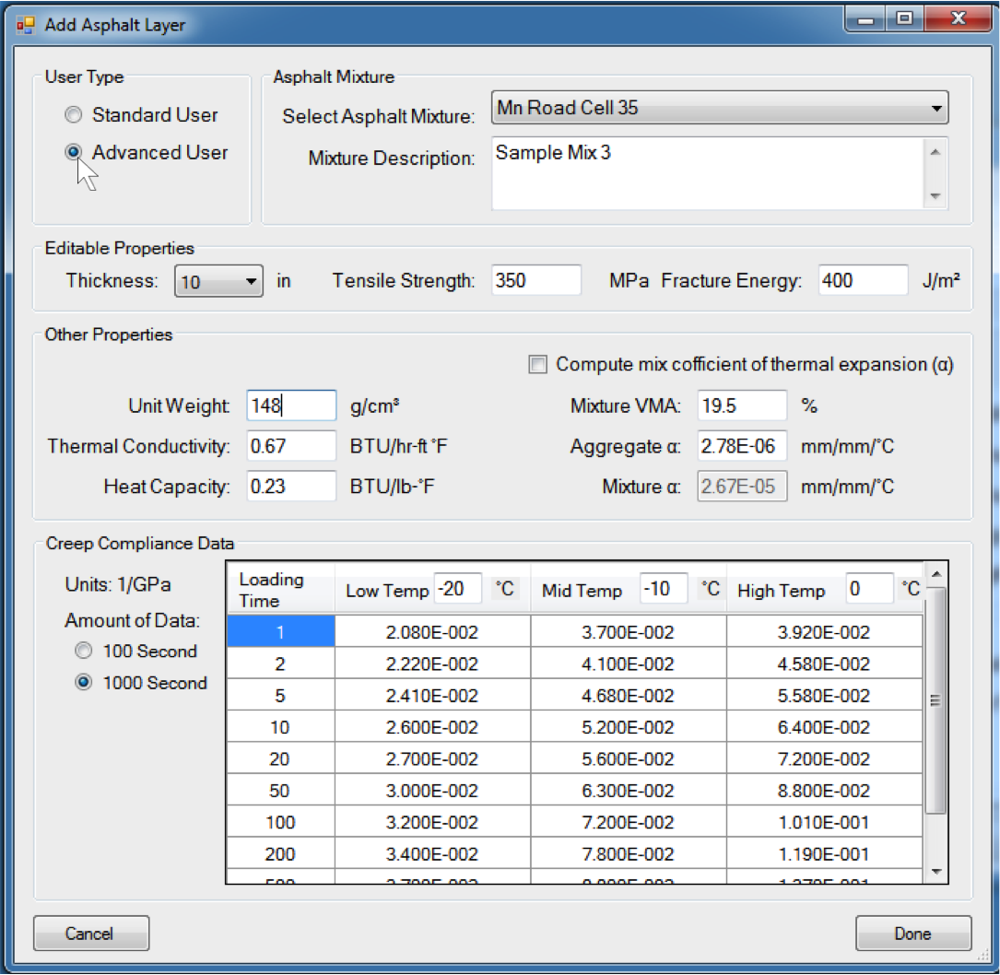 Add Asphalt Layer
User Type
Standard User
Advanced User
Asphalt Mixture
Select Asphalt Mixture: Mn Road Cell 35
Mixture Description: Sample Mix 3
Editable Properties
Thickness: 10 in Tensile Strength: 350 MPa Fracture Energy: 400 J/m²
Other Properties
Compute mix cofficient of thermal expansion (α)
Unit Weight: 148 g/cm³ Mixture VMA: 19.5 %
Thermal Conductivity: 0.67 BTU/hr-ft °F Aggregate α: 2.78E-06 mm/mm/°C
Heat Capacity: 0.23 BTU/lb-°F Mixture α: 2.67E-05 mm/mm/°C
Creep Compliance Data
Units: 1/GPa
Amount of Data:
100 Second
1000 Second
Loading Time Low Temp -20 °C Mid Temp -10 °C High Temp 0 °C
1 2.080E-002 3.700E-002 3.920E-002
2 2.220E-002 4.100E-002 4.580E-002
5 2.410E-002 4.680E-002 5.580E-002
10 2.600E-002 5.200E-002 6.400E-002
20 2.700E-002 5.600E-002 7.200E-002
50 3.000E-002 6.300E-002 8.800E-002
100 3.200E-002 7.200E-002 1.010E-001
200 3.400E-002 7.800E-002 1.190E-001
Cancel Done